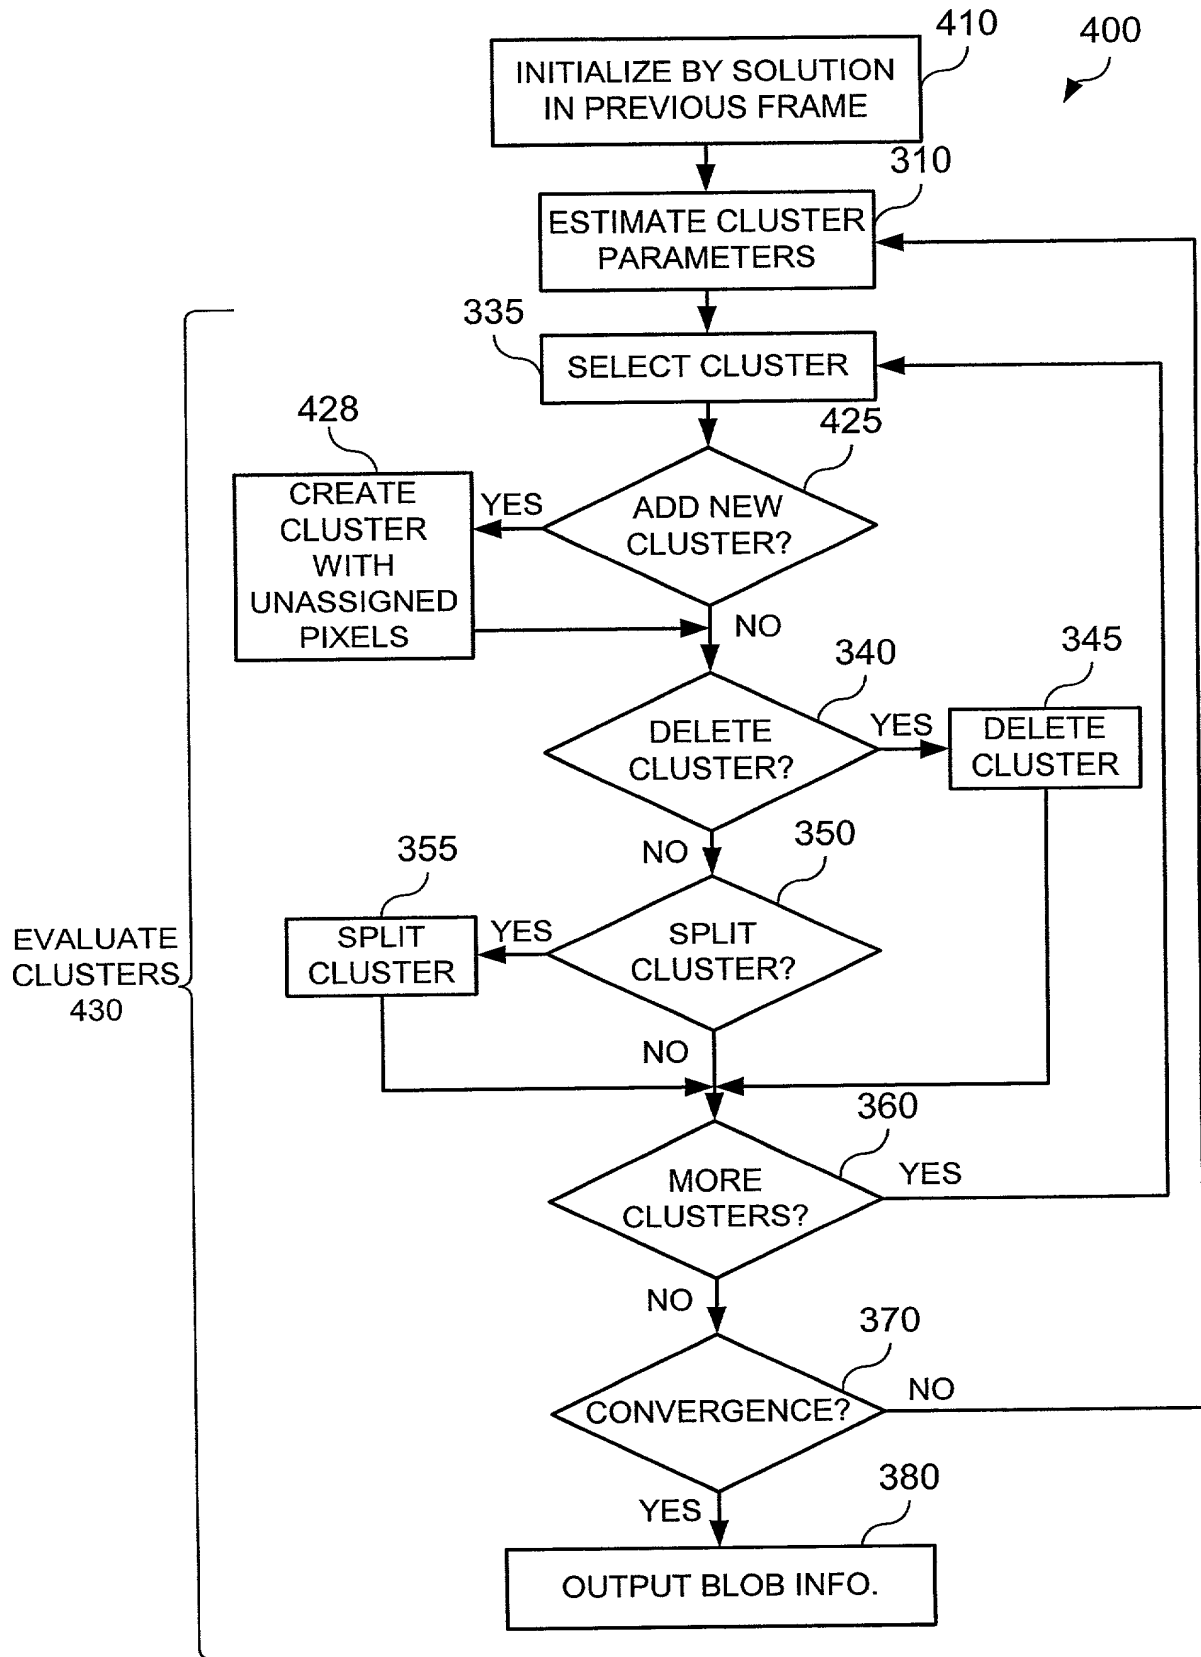 410
400
INITIALIZE BY SOLUTION
IN PREVIOUS FRAME
310
ESTIMATE CLUSTER
PARAMETERS
335
SELECT CLUSTER
428
425
CREATE
CLUSTER
WITH
UNASSIGNED
PIXELS
YES
ADD NEW
CLUSTER?
NO
340
345
DELETE
CLUSTER?
YES
DELETE
CLUSTER
NO
350
355
SPLIT
CLUSTER
YES
SPLIT
CLUSTER?
EVALUATE
CLUSTERS
430
NO
360
MORE
CLUSTERS?
YES
NO
370
CONVERGENCE?
NO
YES
380
OUTPUT BLOB INFO.